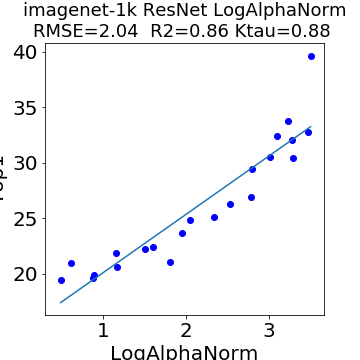 imagenet-1k ResNet LogAlphaNorm
RMSE=2.04 R2=0.86 Ktau=0.88
40
35
30
25
20
1 2 3
LogAlphaNorm